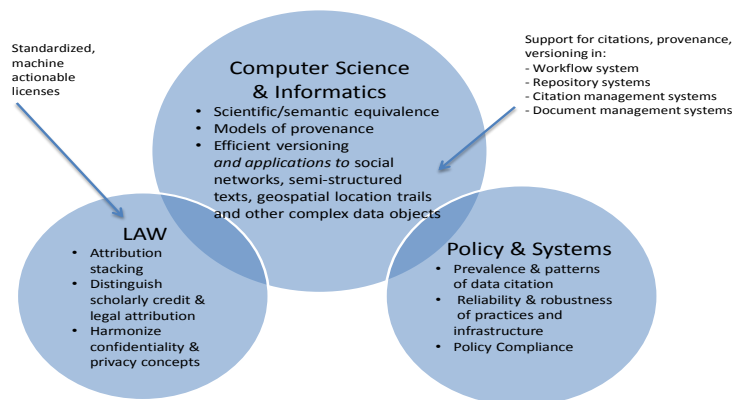 Standardized,
machine
actionable
licenses
Support for citations, provenance,
versioning in:
- Workflow system
- Repository systems
- Citation management systems
- Document management systems
Computer Science
& Informatics
• Scientific/semantic equivalence
• Models of provenance
• Efficient versioning
and applications to social
networks, semi-structured
texts, geospatial location trails
and other complex data objects
LAW
• Attribution
stacking
• Distinguish
scholarly credit &
legal attribution
• Harmonize
confidentiality &
privacy concepts
Policy & Systems
• Prevalence & patterns
of data citation
• Reliability & robustness
of practices and
infrastructure
• Policy Compliance